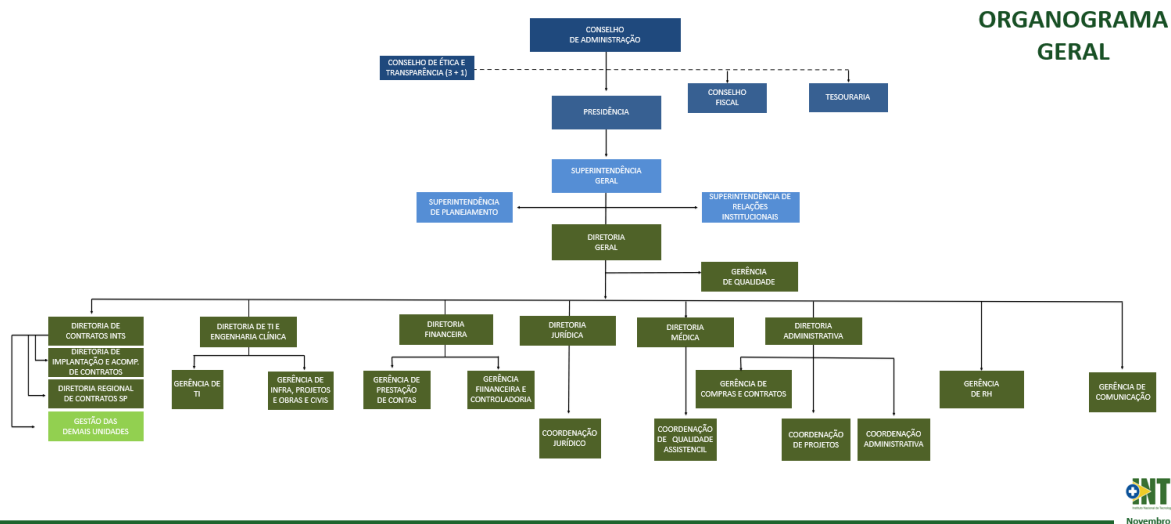 ORGANOGRAMA
GERAL
CONSELHO
DE ADMINISTRAÇÃO
CONSELHO DE ÉTICA E
TRANSPARÊNCIA (3 + 1)
CONSELHO
FISCAL
TESOURARIA
PRESIDÊNCIA
SUPERINTENDÊNCIA
GERAL
SUPERINTENDÊNCIA
DE PLANEJAMENTO
SUPERINTENDÊNCIA DE
RELAÇÕES
INSTITUCIONAIS
DIRETORIA
GERAL
GERÊNCIA
DE QUALIDADE
DIRETORIA DE
CONTRATOS INTS
DIRETORIA DE TI E
ENGENHARIA CLÍNICA
DIRETORIA
FINANCEIRA
DIRETORIA
JURÍDICA
DIRETORIA
MÉDICA
DIRETORIA
ADMINISTRATIVA
DIRETORIA DE
IMPLANTAÇÃO E ACOMP.
DE CONTRATOS
DIRETORIA REGIONAL
DE CONTRATOS SP
GESTÃO DAS
DEMAIS UNIDADES
GERÊNCIA DE
TI
GERÊNCIA DE
INFRA, PROJETOS
E OBRAS E CIVIS
GERÊNCIA DE
PRESTAÇÃO
DE CONTAS
GERÊNCIA
FIINANCEIRA E
CONTROLADORIA
GERÊNCIA DE
COMPRAS E CONTRATOS
GERÊNCIA
DE RH
GERÊNCIA DE
COMUNICAÇÃO
COORDENAÇÃO
JURÍDICO
COORDENAÇÃO
DE QUALIDADE
ASSISTENCIL
COORDENAÇÃO
DE PROJETOS
COORDENAÇÃO
ADMINISTRATIVA
INT
Instituto Nacional de Tecnolog
Novembro